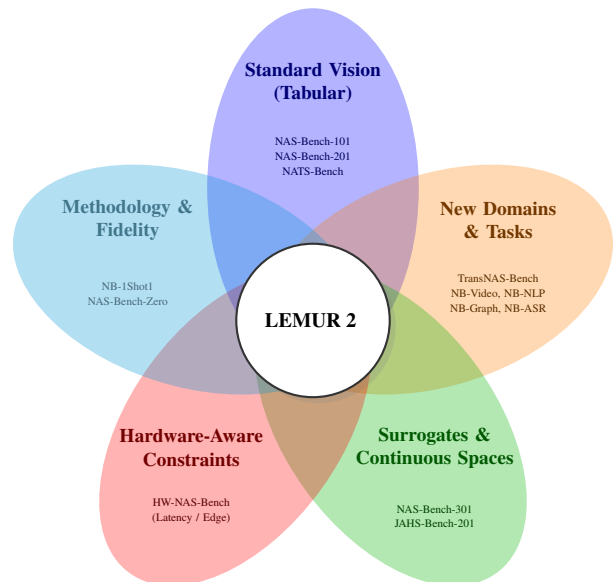 Standard Vision
(Tabular)
NAS-Bench-101
NAS-Bench-201
NATS-Bench
Methodology &
Fidelity
NB-1Shot1
NAS-Bench-Zero
New Domains
& Tasks
TransNAS-Bench
NB-Video, NB-NLP
NB-Graph, NB-ASR
LEMUR 2
Hardware-Aware
Constraints
HW-NAS-Bench
(Latency / Edge)
Surrogates &
Continuous Spaces
NAS-Bench-301
JAHS-Bench-201